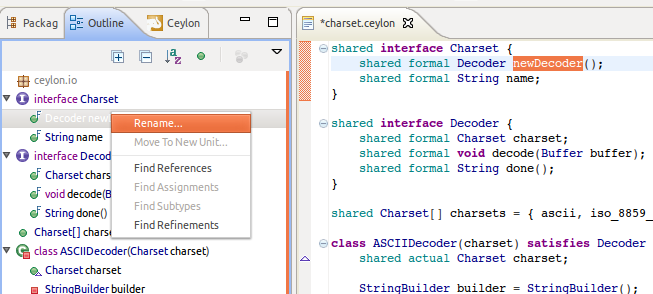 Packag
Outline
Ceylon
ceylon.io
interface Charset
Decoder new
String name
interface Decod
Charset chars
void decode(B
String done()
Charset[] charsets
class ASCIIDecoder(Charset charset)
Charset charset
StringBuilder builder
Rename...
Move To New Unit...
Find References
Find Assignments
Find Subtypes
Find Refinements
*charset.ceylon
shared interface Charset {
shared formal Decoder newDecoder();
shared formal String name;
}
shared interface Decoder {
shared formal Charset charset;
shared formal void decode(Buffer buffer);
shared formal String done();
}
shared Charset[] charsets = { ascii, iso_8859_
class ASCIIDecoder(charset) satisfies Decoder
shared actual Charset charset;
StringBuilder builder = StringBuilder();